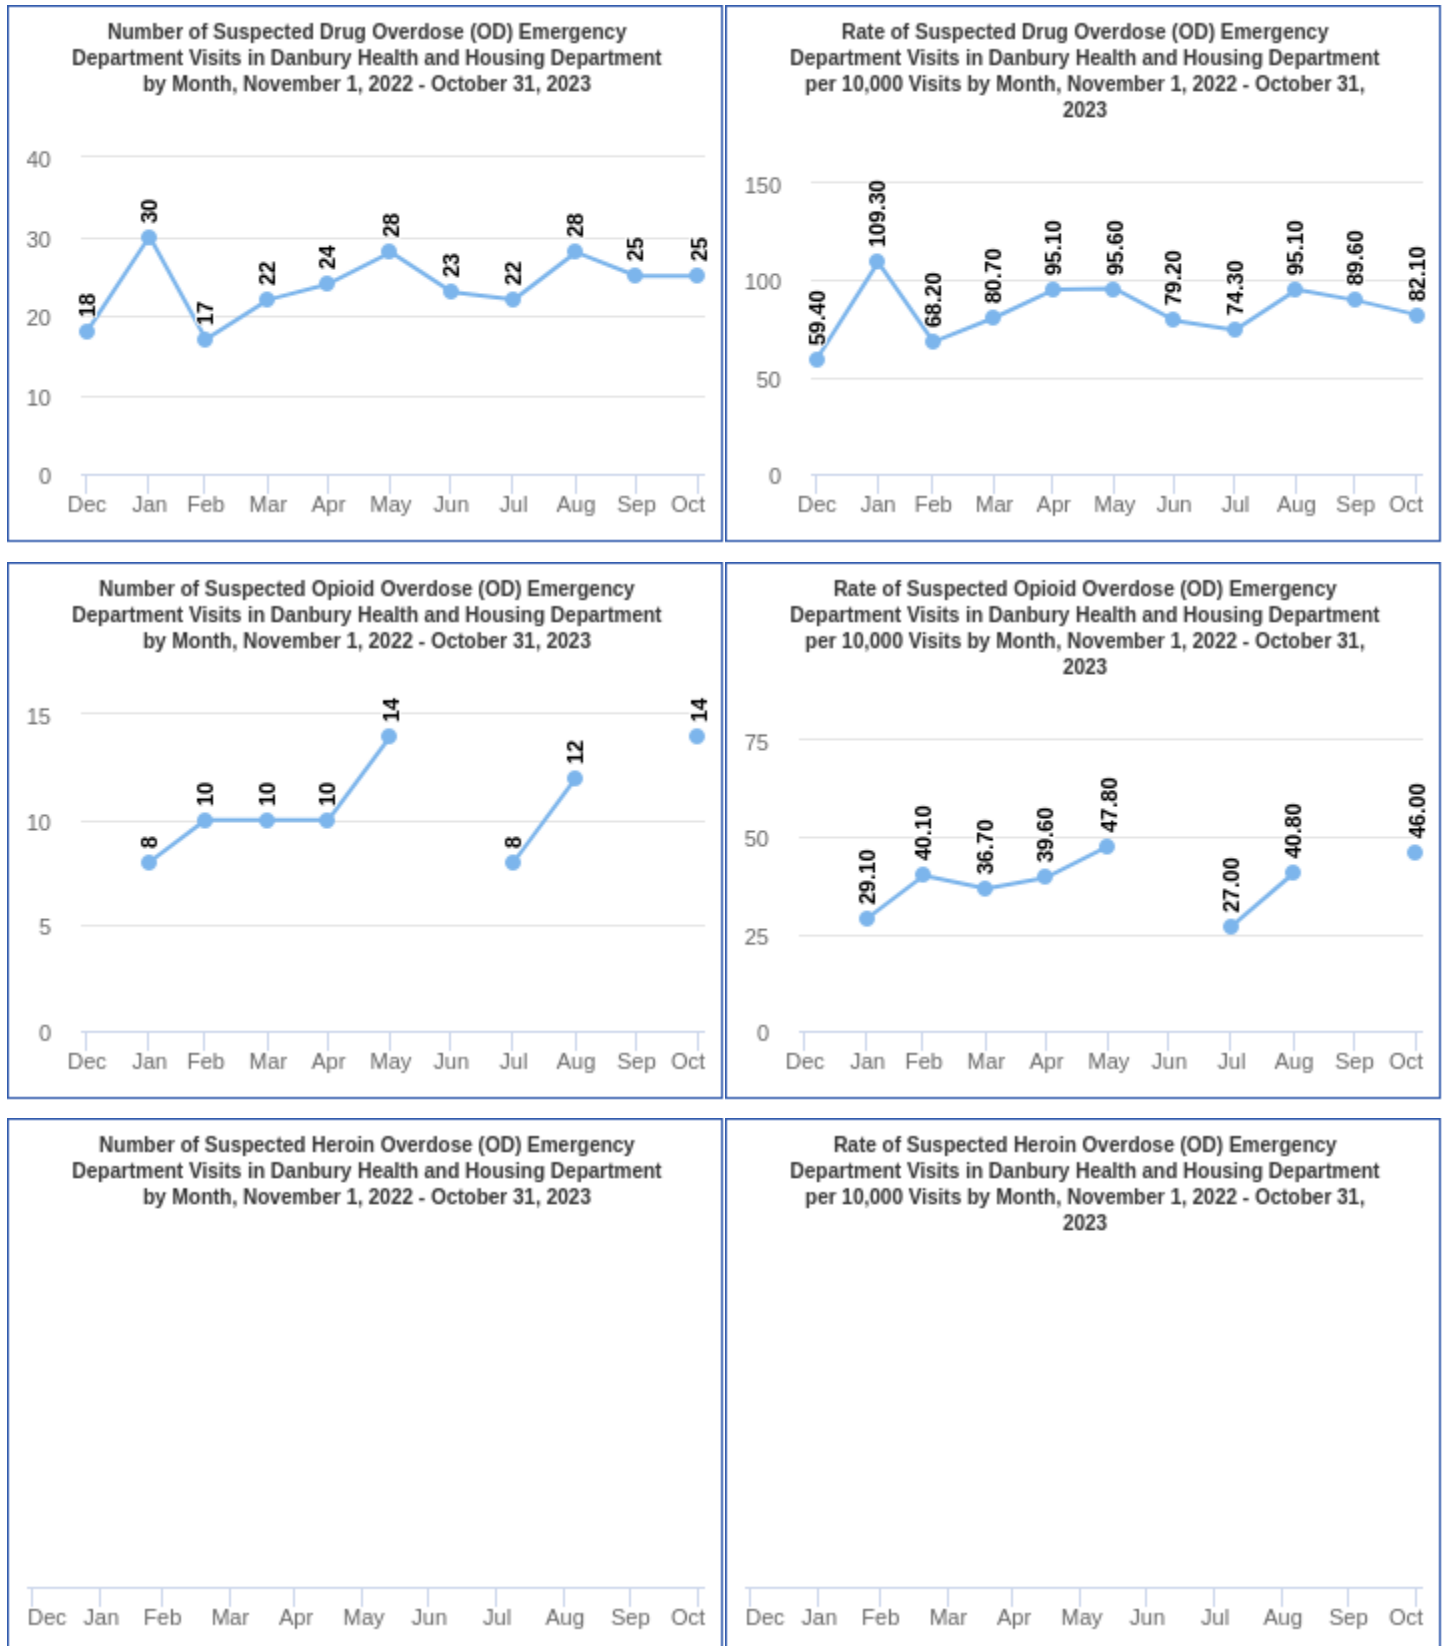 Number of Suspected Drug Overdose (OD) Emergency
Department Visits in Danbury Health and Housing Department
by Month, November 1, 2022 - October 31, 2023
40
30
20
10
0
18
30
17
22
24
28
23
22
28
25
25
Dec Jan Feb Mar Apr May Jun Jul Aug Sep Oct
Rate of Suspected Drug Overdose (OD) Emergency
Department Visits in Danbury Health and Housing Department
per 10,000 Visits by Month, November 1, 2022 - October 31,
2023
150
100
50
0
59.40
109.30
68.20
80.70
95.10
95.60
79.20
74.30
95.10
89.60
82.10
Dec Jan Feb Mar Apr May Jun Jul Aug Sep Oct
Number of Suspected Opioid Overdose (OD) Emergency
Department Visits in Danbury Health and Housing Department
by Month, November 1, 2022 - October 31, 2023
15
10
5
0
8
10
10
10
14
8
12
14
Dec Jan Feb Mar Apr May Jun Jul Aug Sep Oct
Rate of Suspected Opioid Overdose (OD) Emergency
Department Visits in Danbury Health and Housing Department
per 10,000 Visits by Month, November 1, 2022 - October 31,
2023
75
50
25
0
29.10
40.10
36.70
39.60
47.80
27.00
40.80
46.00
Dec Jan Feb Mar Apr May Jun Jul Aug Sep Oct
Number of Suspected Heroin Overdose (OD) Emergency
Department Visits in Danbury Health and Housing Department
by Month, November 1, 2022 - October 31, 2023
Dec Jan Feb Mar Apr May Jun Jul Aug Sep Oct
Rate of Suspected Heroin Overdose (OD) Emergency
Department Visits in Danbury Health and Housing Department
per 10,000 Visits by Month, November 1, 2022 - October 31,
2023
Dec Jan Feb Mar Apr May Jun Jul Aug Sep Oct